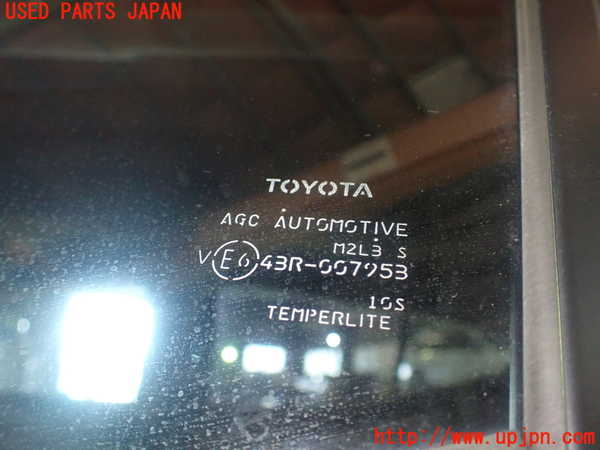 USED PARTS JAPAN
TOYOTA
AGC AUTOMOTIVE
M2L3 S
V E6 43R-007953
10S
TEMPERLITE
http://www.upjpn.com/